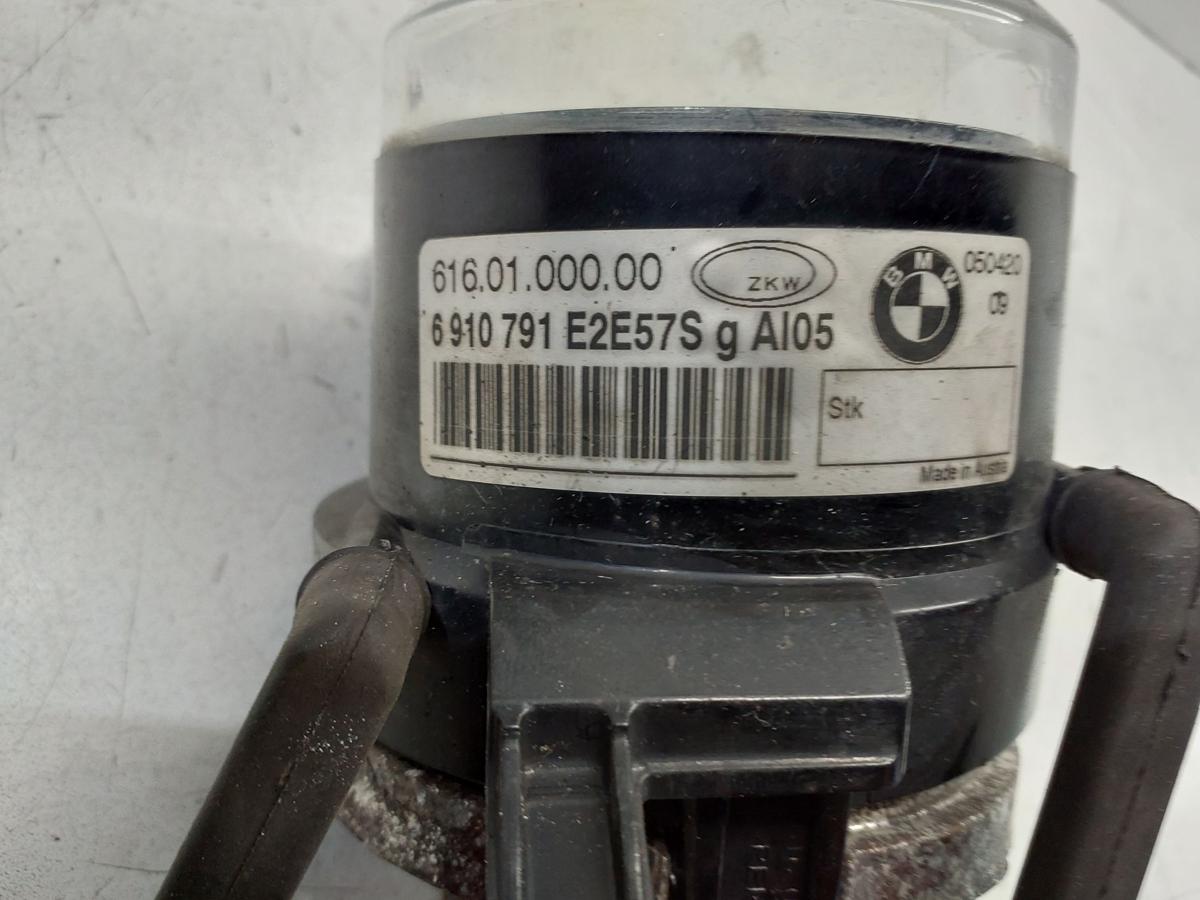 616.01.000.00
ZKW
BMW
050420
09
6 910 791 E2E57S g AI05
Stk
Made in Austria